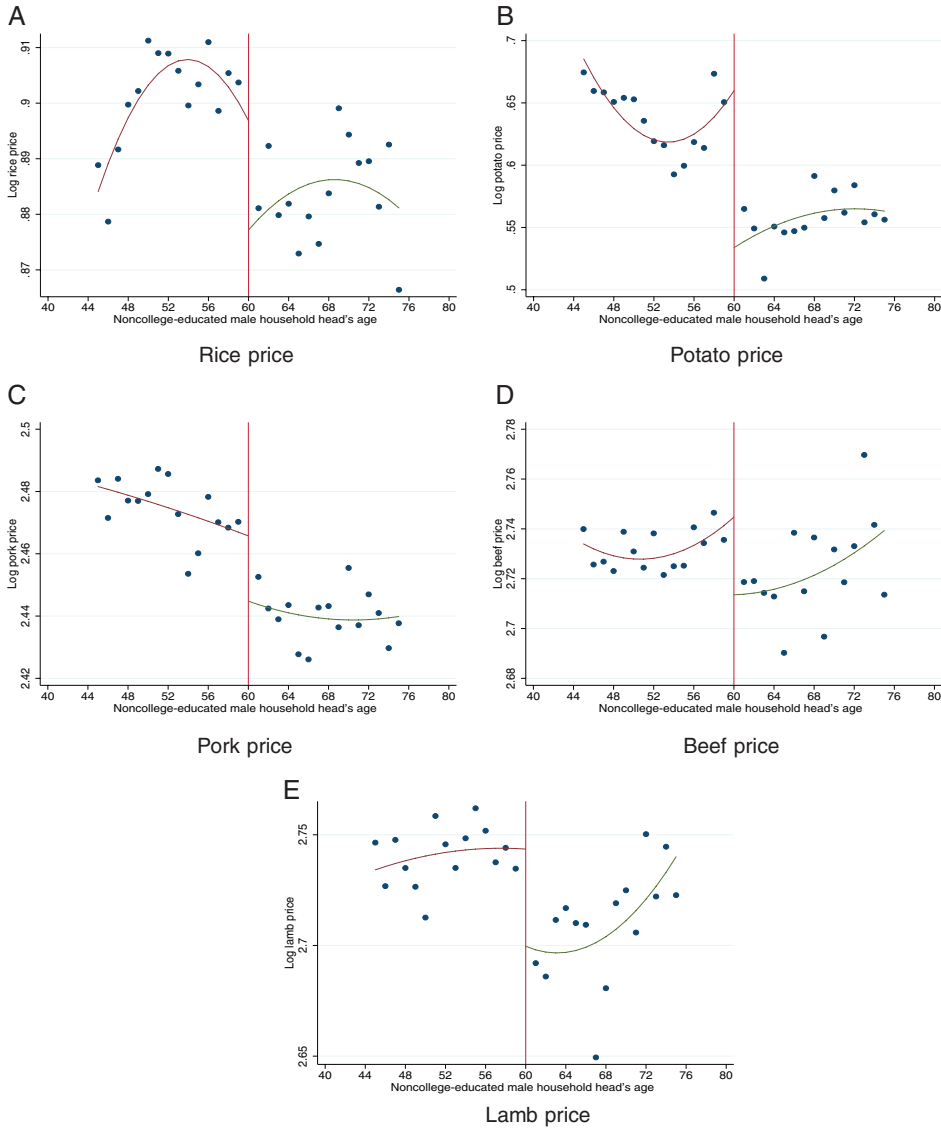 A
Log rice price
.91
.9
.89
.88
.87
40 44 48 52 56 60 64 68 72 76 80
Noncollege-educated male household head's age
Rice price
B
Log potato price
.7
.65
.6
.55
.5
40 44 48 52 56 60 64 68 72 76 80
Noncollege-educated male household head's age
Potato price
C
Log pork price
2.5
2.48
2.46
2.44
2.42
40 44 48 52 56 60 64 68 72 76 80
Noncollege-educated male household head's age
Pork price
D
Log beef price
2.78
2.76
2.74
2.72
2.7
2.68
40 44 48 52 56 60 64 68 72 76 80
Noncollege-educated male household head's age
Beef price
E
Log lamb price
2.75
2.7
2.65
40 44 48 52 56 60 64 68 72 76 80
Noncollege-educated male household head's age
Lamb price